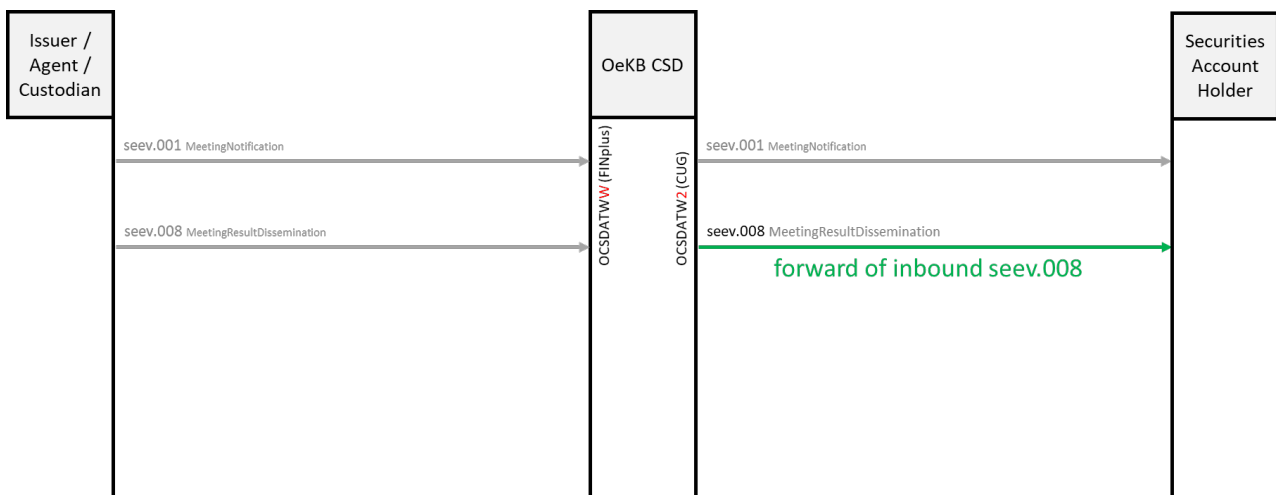 Issuer /
Agent /
Custodian
OeKB CSD
Securities
Account
Holder
seev.001 MeetingNotification
seev.008 MeetingResultDissemination
OCSDATWW (FINplus)
OCSDATW2 (CUG)
seev.001 MeetingNotification
seev.008 MeetingResultDissemination
forward of inbound seev.008